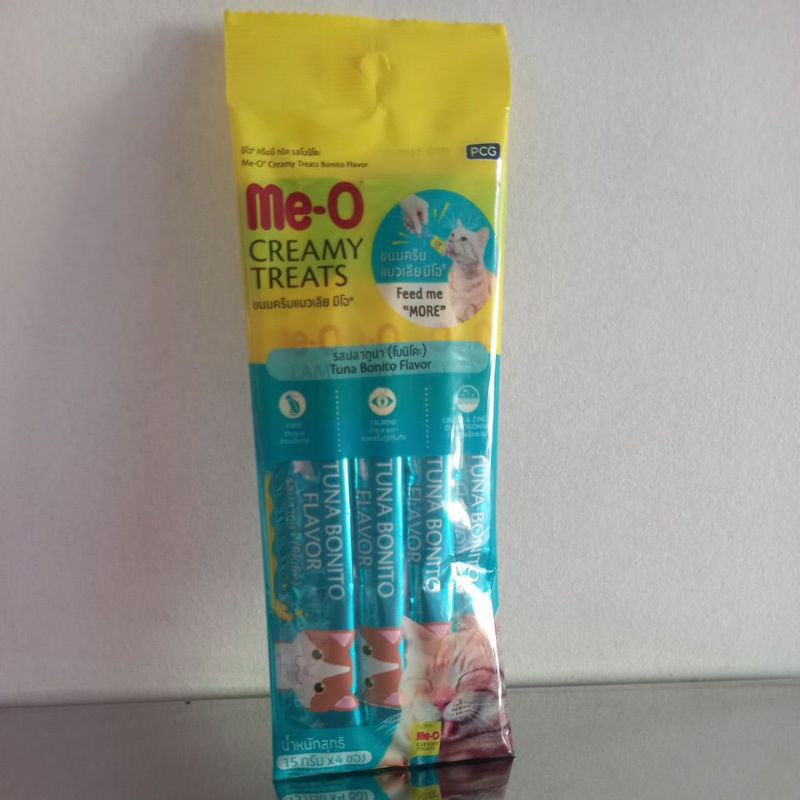 มีโอ® ครีมมี่ ทรีต รสโบนิโตะ
Me-O® Creamy Treats Bonito Flavor
PCG
Me-O
CREAMY
TREATS
ขนมครีมแมวเลีย มีโอ®
ขนมครีม
แมวเลีย มีโอ®
Feed me
"MORE"
รสปลาทูน่า (โบนิโตะ)
Tuna Bonito Flavor
TAURINE
TUNA BONITO
FLAVOR
TUNA BONITO
FLAVOR
TUNA BONITO
FLAVOR
TUNA BONITO
FLAVOR
Me-O
CREAMY
TREATS
น้ำหนักสุทธิ
15 กรัม x 4 ซอง